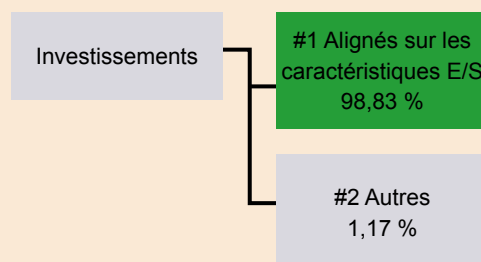 Investissements
#1 Alignés sur les
caractéristiques E/S
98,83 %
#2 Autres
1,17 %